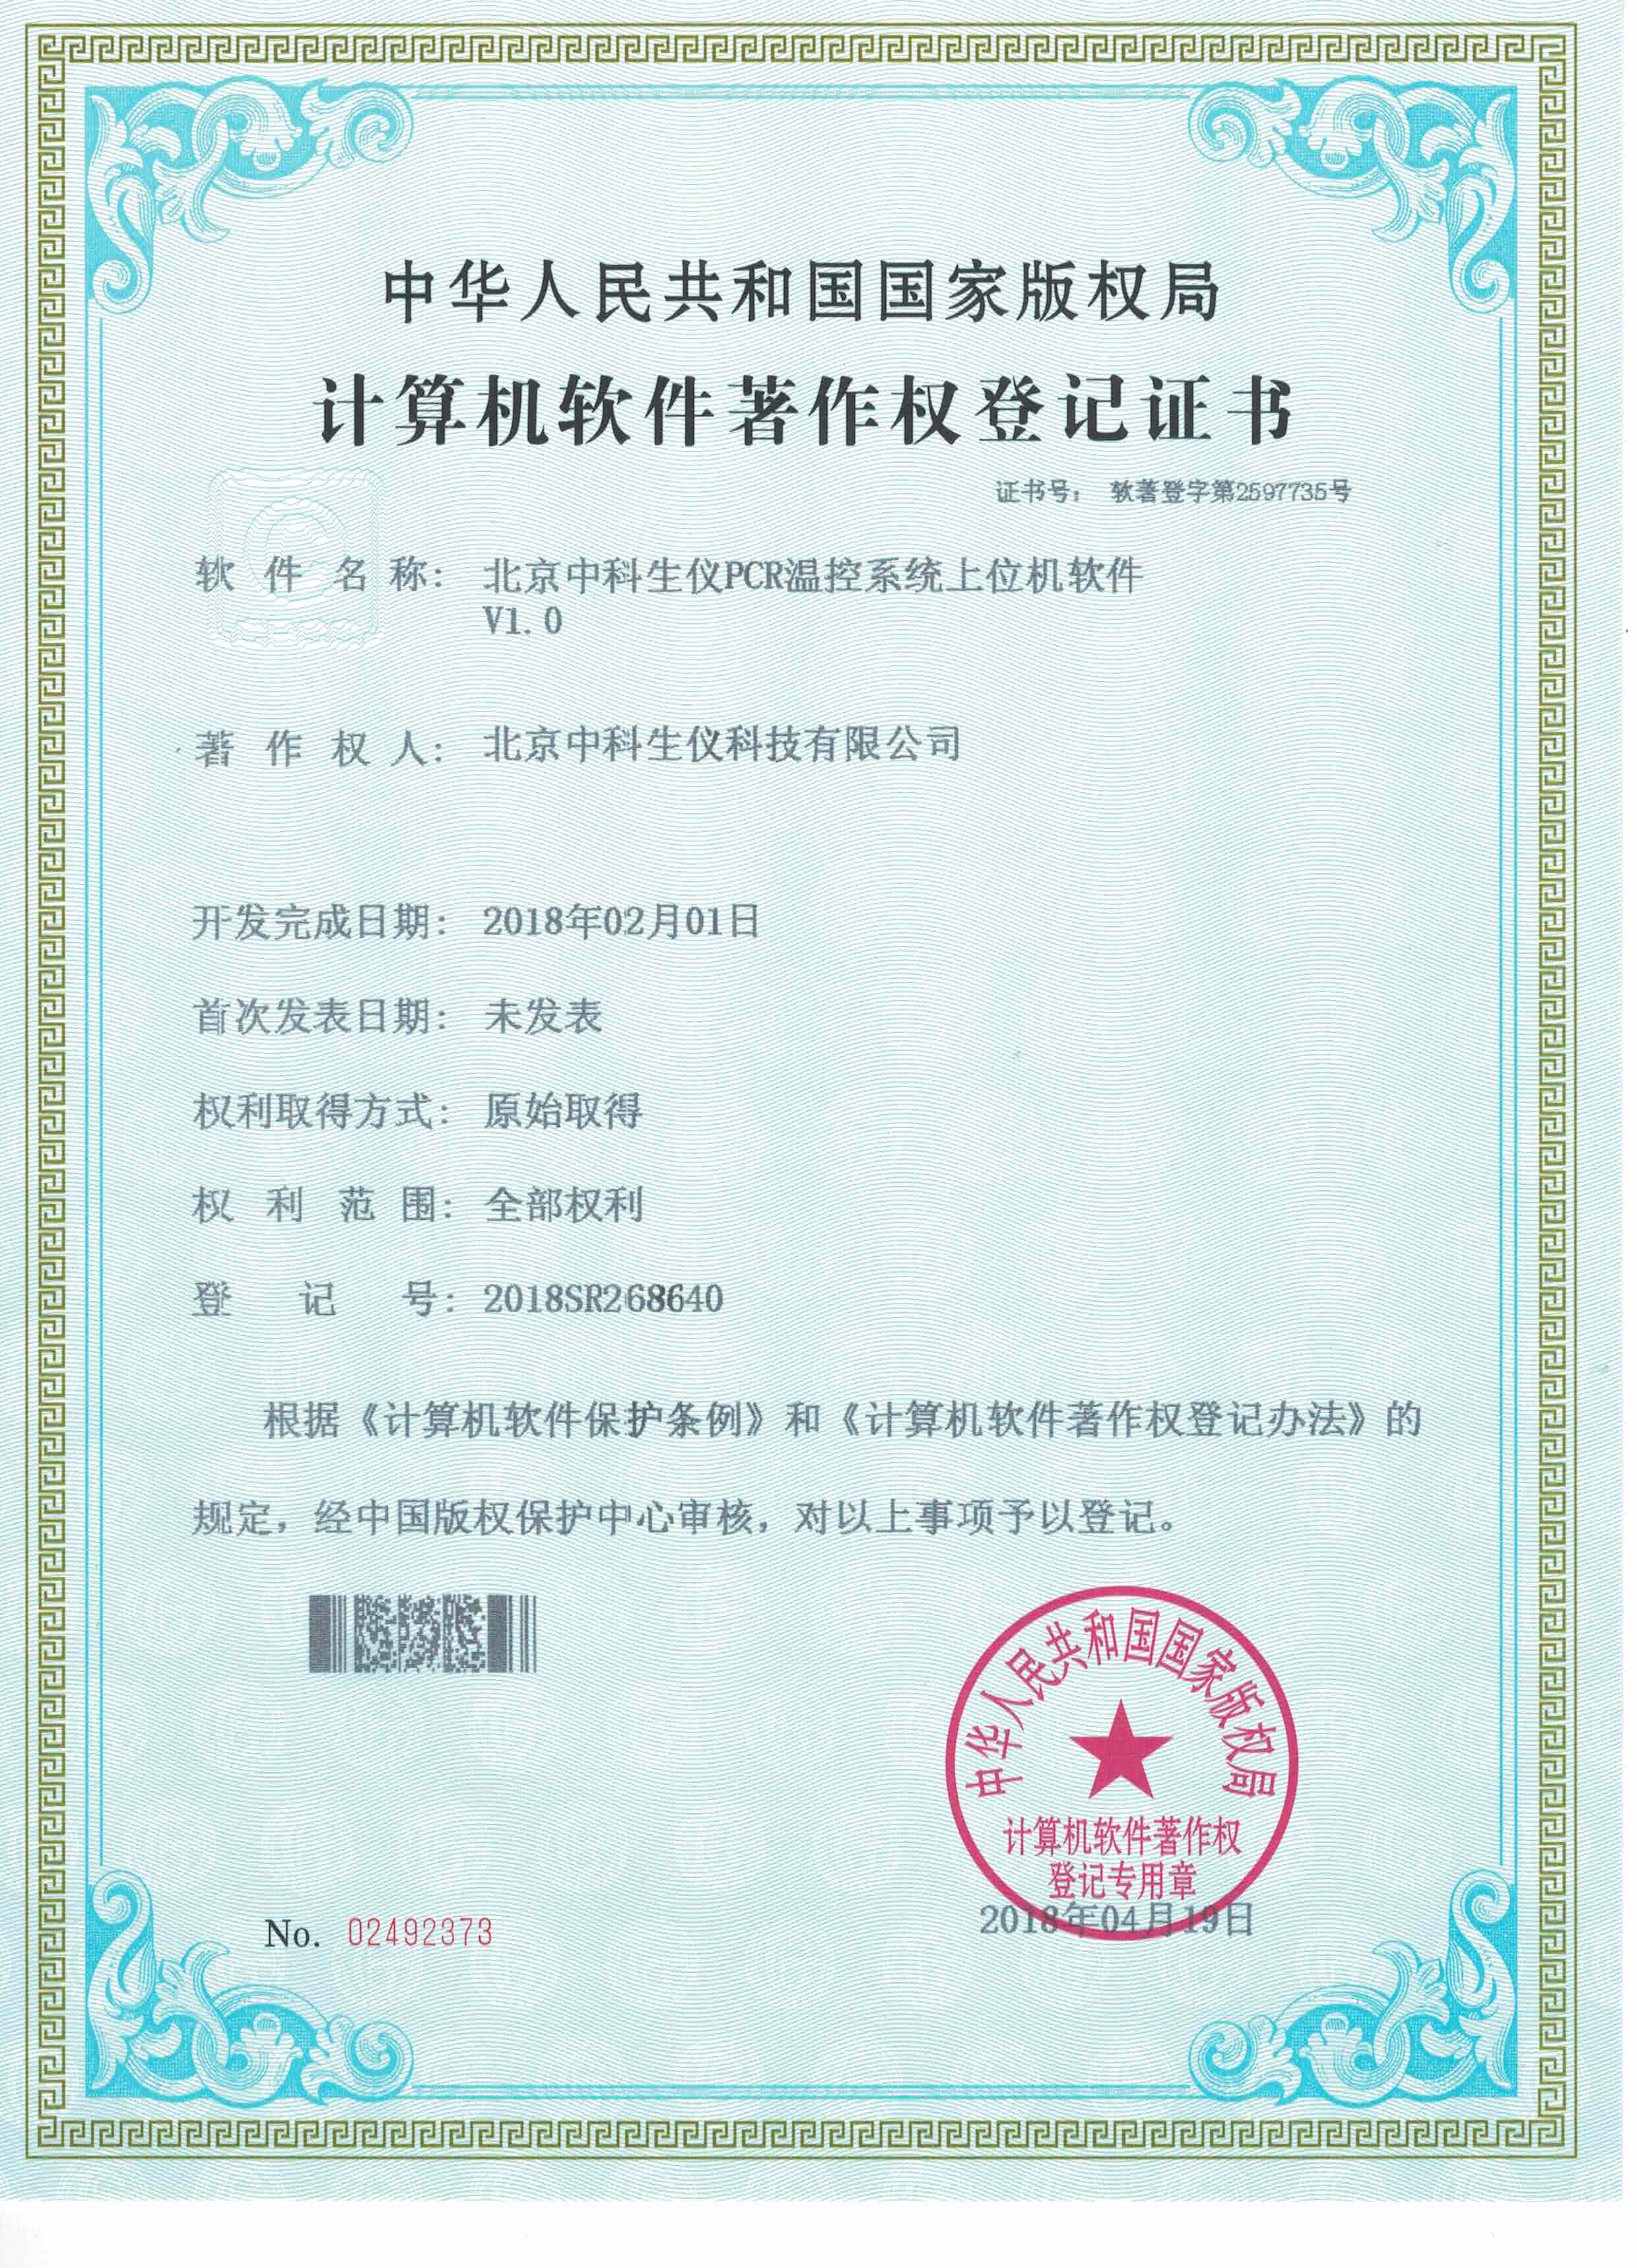 中华人民共和国国家版权局
计算机软件著作权登记证书
证书号： 软著登字第2597735号
软件名称： 北京中科生仪PCR温控系统上位机软件
V1.0
著作权人： 北京中科生仪科技有限公司
开发完成日期： 2018年02月01日
首次发表日期： 未发表
权利取得方式： 原始取得
权利范围： 全部权利
登记号： 2018SR268640
根据《计算机软件保护条例》和《计算机软件著作权登记办法》的
规定，经中国版权保护中心审核，对以上事项予以登记。
中华人民共和国国家版权局
计算机软件著作权
登记专用章
2018年04月19日
No. 02492373